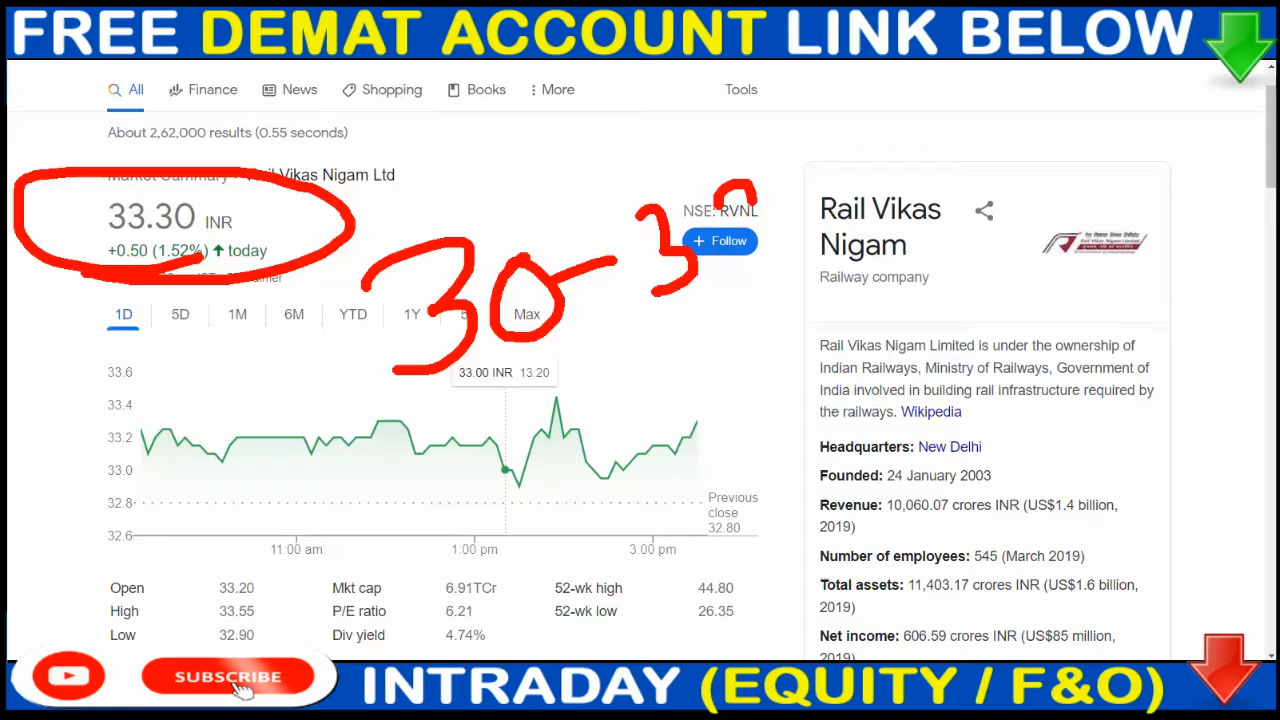 FREE DEMAT ACCOUNT LINK BELOW
All Finance News Shopping Books More Tools
About 2,62,000 results (0.55 seconds)
Vikas Nigam Ltd
33.30 INR
+0.50 (1.52%) today
NSE: RVNL
+ Follow
30-3
1D 5D 1M 6M YTD 1Y Max
33.00 INR 13:20
33.6
33.4
33.2
33.0
32.8
32.6
Previous
close
32.80
11:00 am 1:00 pm 3:00 pm
Open 33.20 Mkt cap 6.91TCr 52-wk high 44.80
High 33.55 P/E ratio 6.21 52-wk low 26.35
Low 32.90 Div yield 4.74%
Rail Vikas
Nigam
Railway company
Rail Vikas Nigam Limited is under the ownership of
Indian Railways, Ministry of Railways, Government of
India involved in building rail infrastructure required by
the railways. Wikipedia
Headquarters: New Delhi
Founded: 24 January 2003
Revenue: 10,060.07 crores INR (US$1.4 billion,
2019)
Number of employees: 545 (March 2019)
Total assets: 11,403.17 crores INR (US$1.6 billion,
2019)
Net income: 606.59 crores INR (US$85 million,
SUBSCRIBE
INTRADAY (EQUITY / F&O)